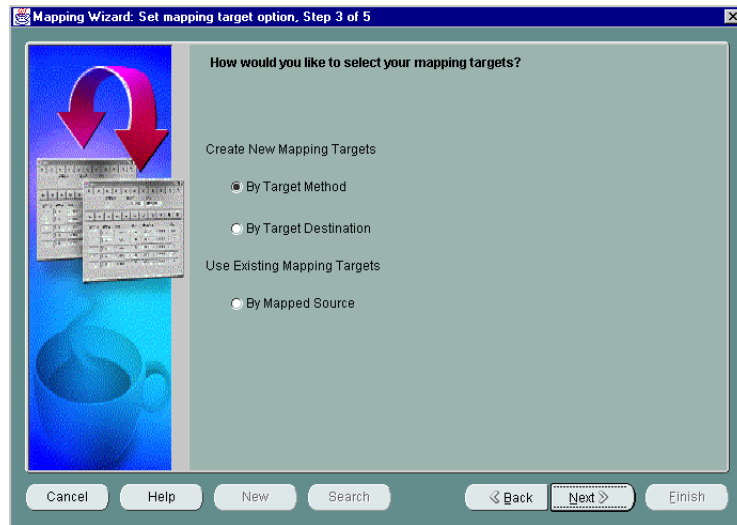 Mapping Wizard: Set mapping target option, Step 3 of 5
How would you like to select your mapping targets?
Create New Mapping Targets
By Target Method
By Target Destination
Use Existing Mapping Targets
By Mapped Source
Cancel
Help
New
Search
Back
Next
Finish